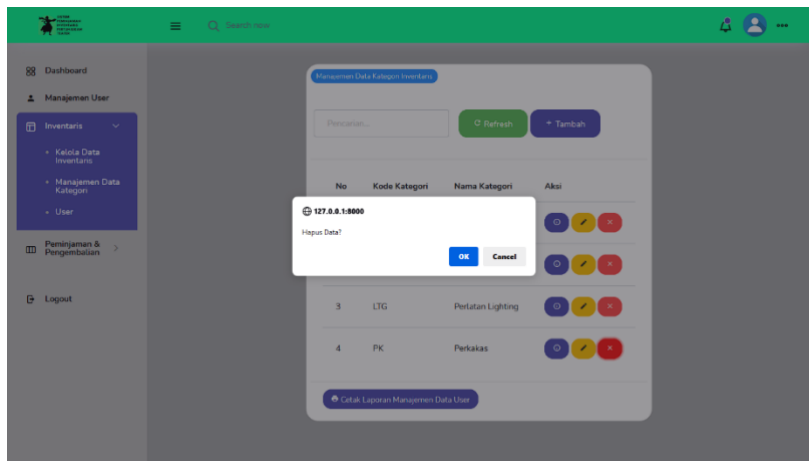 Search now
Dashboard
Manajemen User
Inventaris
Kelola Data
Inventaris
Manajemen Data
Kategori
User
Peminjaman &
Pengembalian
Logout
Manajemen Data Kategori Inventaris
Pencarian...
Refresh
+ Tambah
No Kode Kategori Nama Kategori Aksi
127.0.0.1:8000
Hapus Data?
OK Cancel
3 LTG Perlatan Lighting
4 PK Perkakas
Cetak Laporan Manajemen Data User